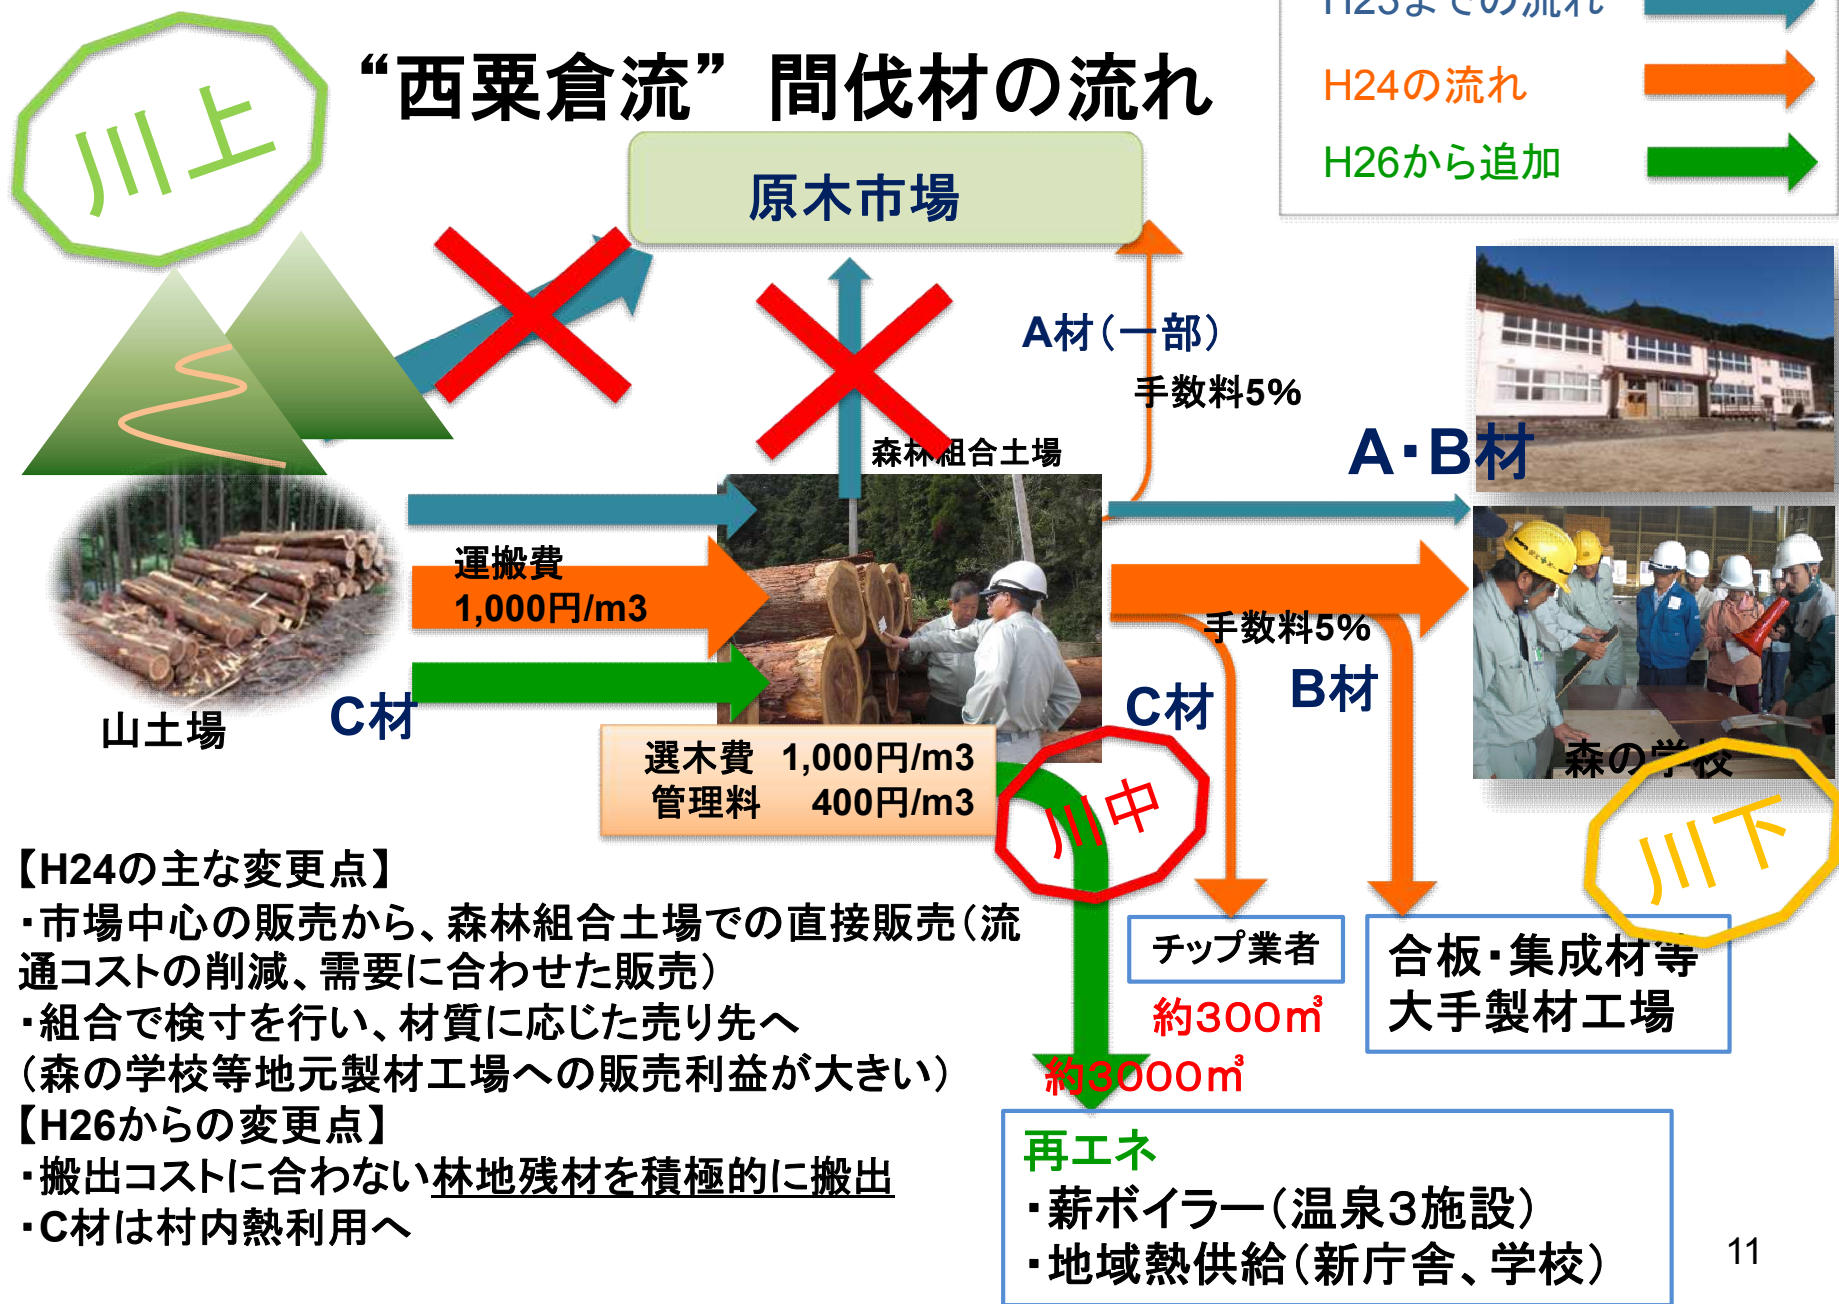 H23までの流れ
“西粟倉流”間伐材の流れ
H24の流れ
H26から追加
川上
原木市場
A材（一部）
手数料5%
森林組合土場
A・B材
運搬費
1,000円/m3
手数料5%
山土場
C材
C材
B材
選木費 1,000円/m3
管理料 400円/m3
川中
森の学校
川下
【H24の主な変更点】
・市場中心の販売から、森林組合土場での直接販売（流
通コストの削減、需要に合わせた販売）
・組合で検寸を行い、材質に応じた売り先へ
（森の学校等地元製材工場への販売利益が大きい）
【H26からの変更点】
・搬出コストに合わない林地残材を積極的に搬出
・C材は村内熱利用へ
チップ業者
約300㎥
合板・集成材等
大手製材工場
約3000㎥
再エネ
・薪ボイラー（温泉3施設）
・地域熱供給（新庁舎、学校）
11